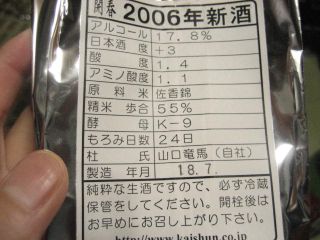 開春 2006年新酒
アルコール 17.8%
日本酒度 +3
酸度 1.4
アミノ酸度 1.1
原料米 佐香錦
精米歩合 55%
酵母 K-9
もろみ日数 24日
杜氏 山口竜馬(自社)
製造年月 18.7.
純粋な生酒ですので、必ず冷蔵
保管をしてください。開栓後は
お早めにお召し上がり下さい。
http://www.kaishun.co.jp